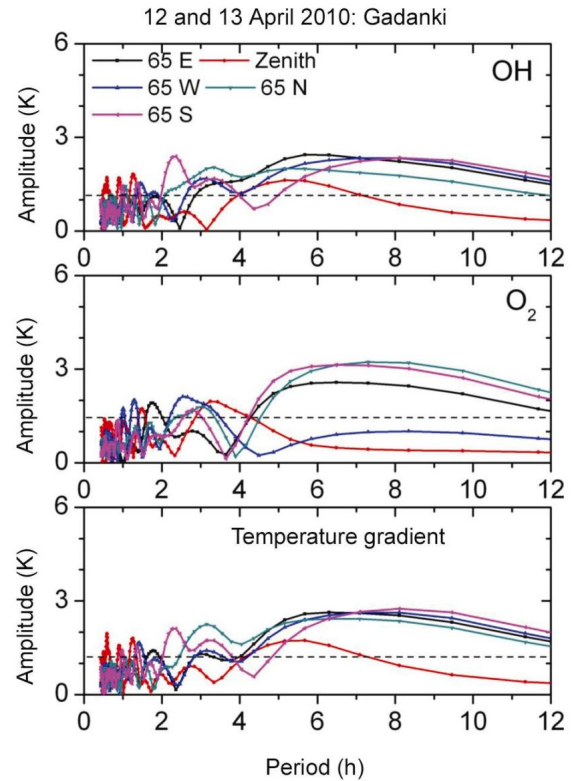 12 and 13 April 2010: Gadanki
6
65 E Zenith
OH
65 W 65 N
65 S
3
Amplitude (K)
0
0 2 4 6 8 10 12
6
O2
3
Amplitude (K)
0
0 2 4 6 8 10 12
6
Temperature gradient
3
Amplitude (K)
0
0 2 4 6 8 10 12
Period (h)